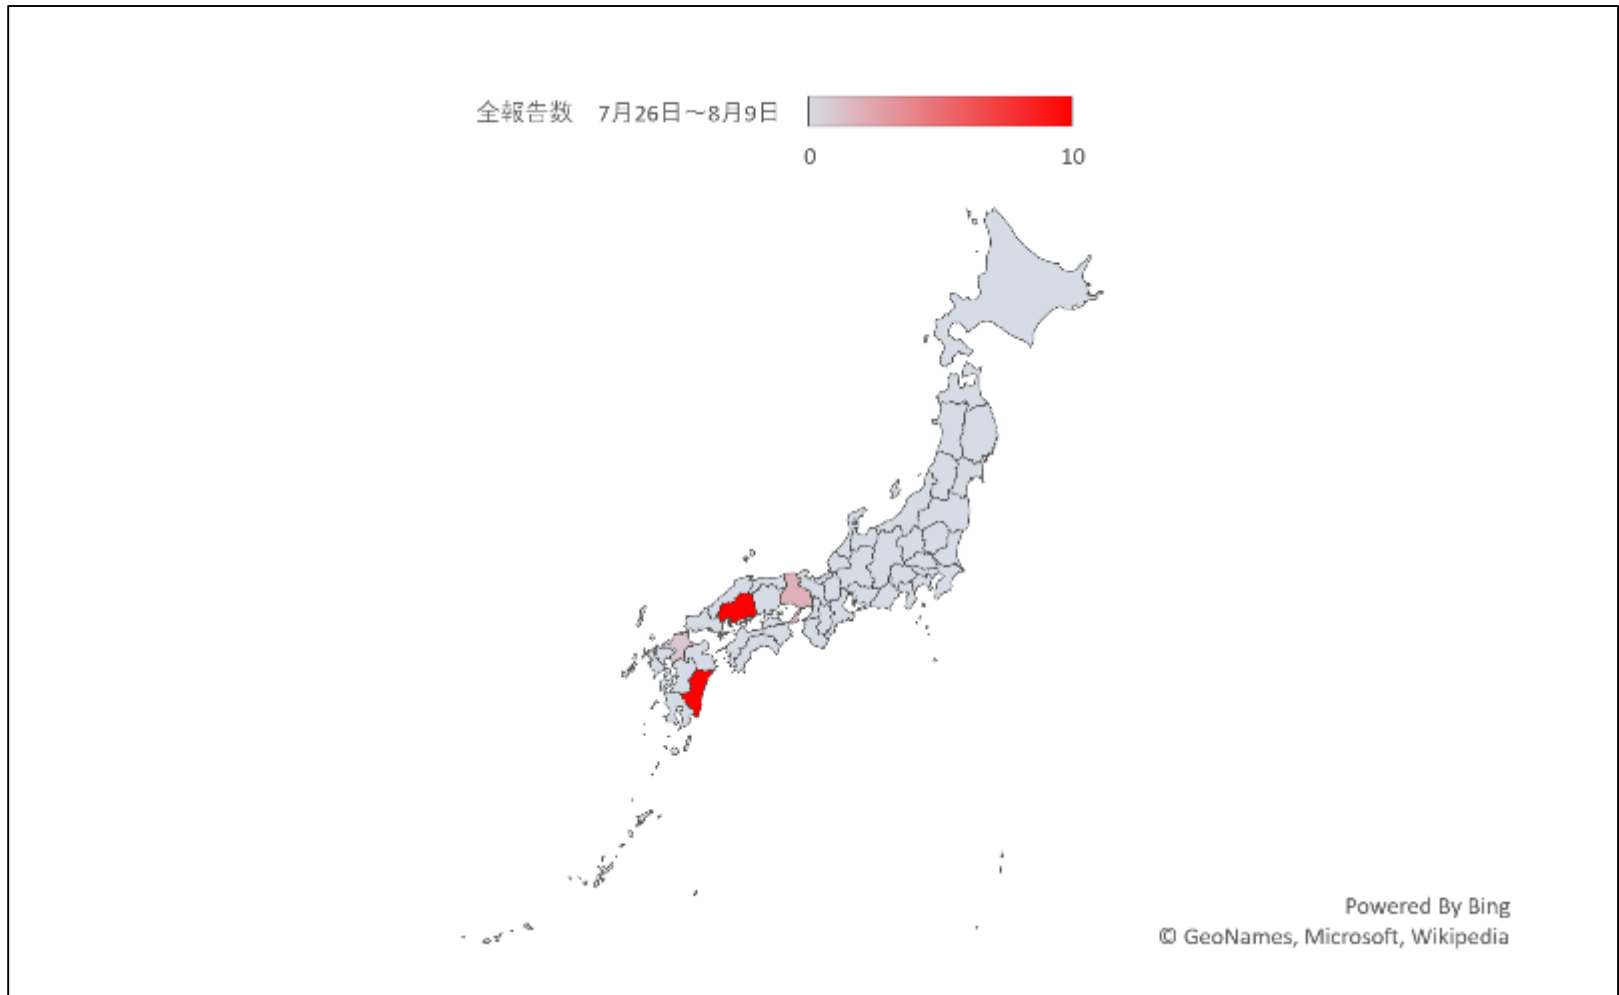 全報告数 7月26日～8月9日
0 10
Powered By Bing
© GeoNames, Microsoft, Wikipedia